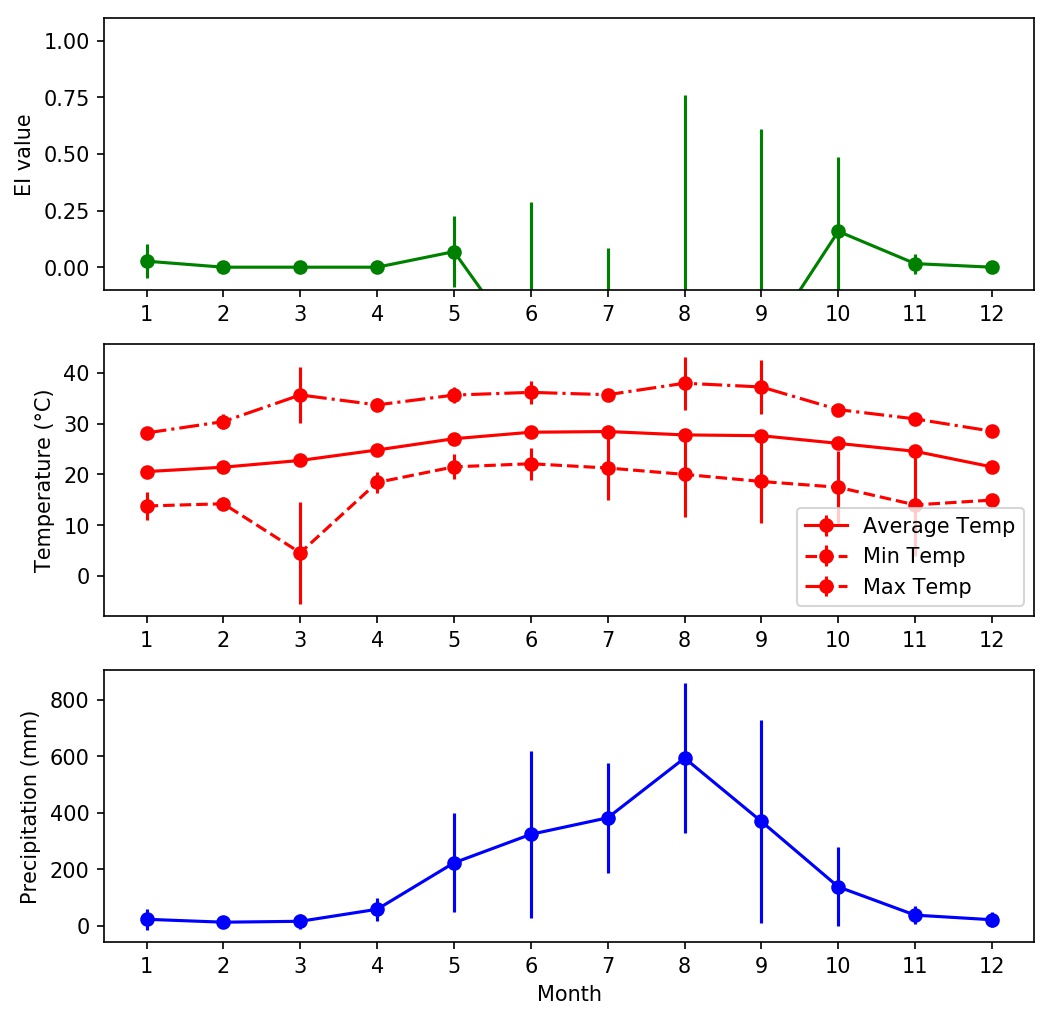 EI value
1.00
0.75
0.50
0.25
0.00
1 2 3 4 5 6 7 8 9 10 11 12
Temperature (°C)
40
30
20
10
0
Average Temp
Min Temp
Max Temp
1 2 3 4 5 6 7 8 9 10 11 12
Precipitation (mm)
800
600
400
200
0
1 2 3 4 5 6 7 8 9 10 11 12
Month